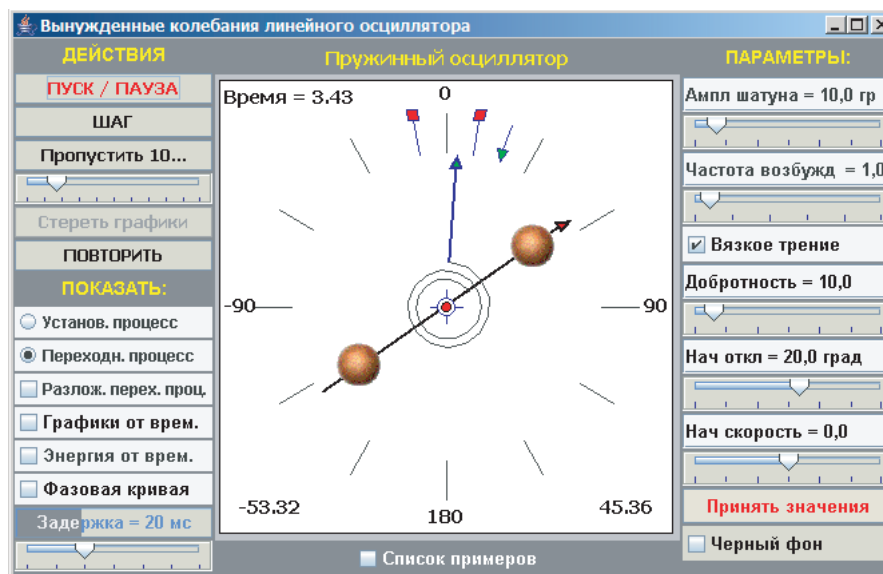 Вынужденные колебания линейного осциллятора
ДЕЙСТВИЯ
ПУСК / ПАУЗА
ШАГ
Пропустить 10...
Стереть графики
ПОВТОРИТЬ
ПОКАЗАТЬ:
Установ. процесс
Переходн. процесс
Разлож. перех. проц.
Графики от врем.
Энергия от врем.
Фазовая кривая
Задержка = 20 мс
Пружинный осциллятор
Время = 3.43
0
-90
90
-53.32
180
45.36
Список примеров
ПАРАМЕТРЫ:
Ампл шатуна = 10,0 гр
Частота возбужд = 1,0
Вязкое трение
Добротность = 10,0
Нач откл = 20,0 град
Нач скорость = 0,0
Принять значения
Черный фон